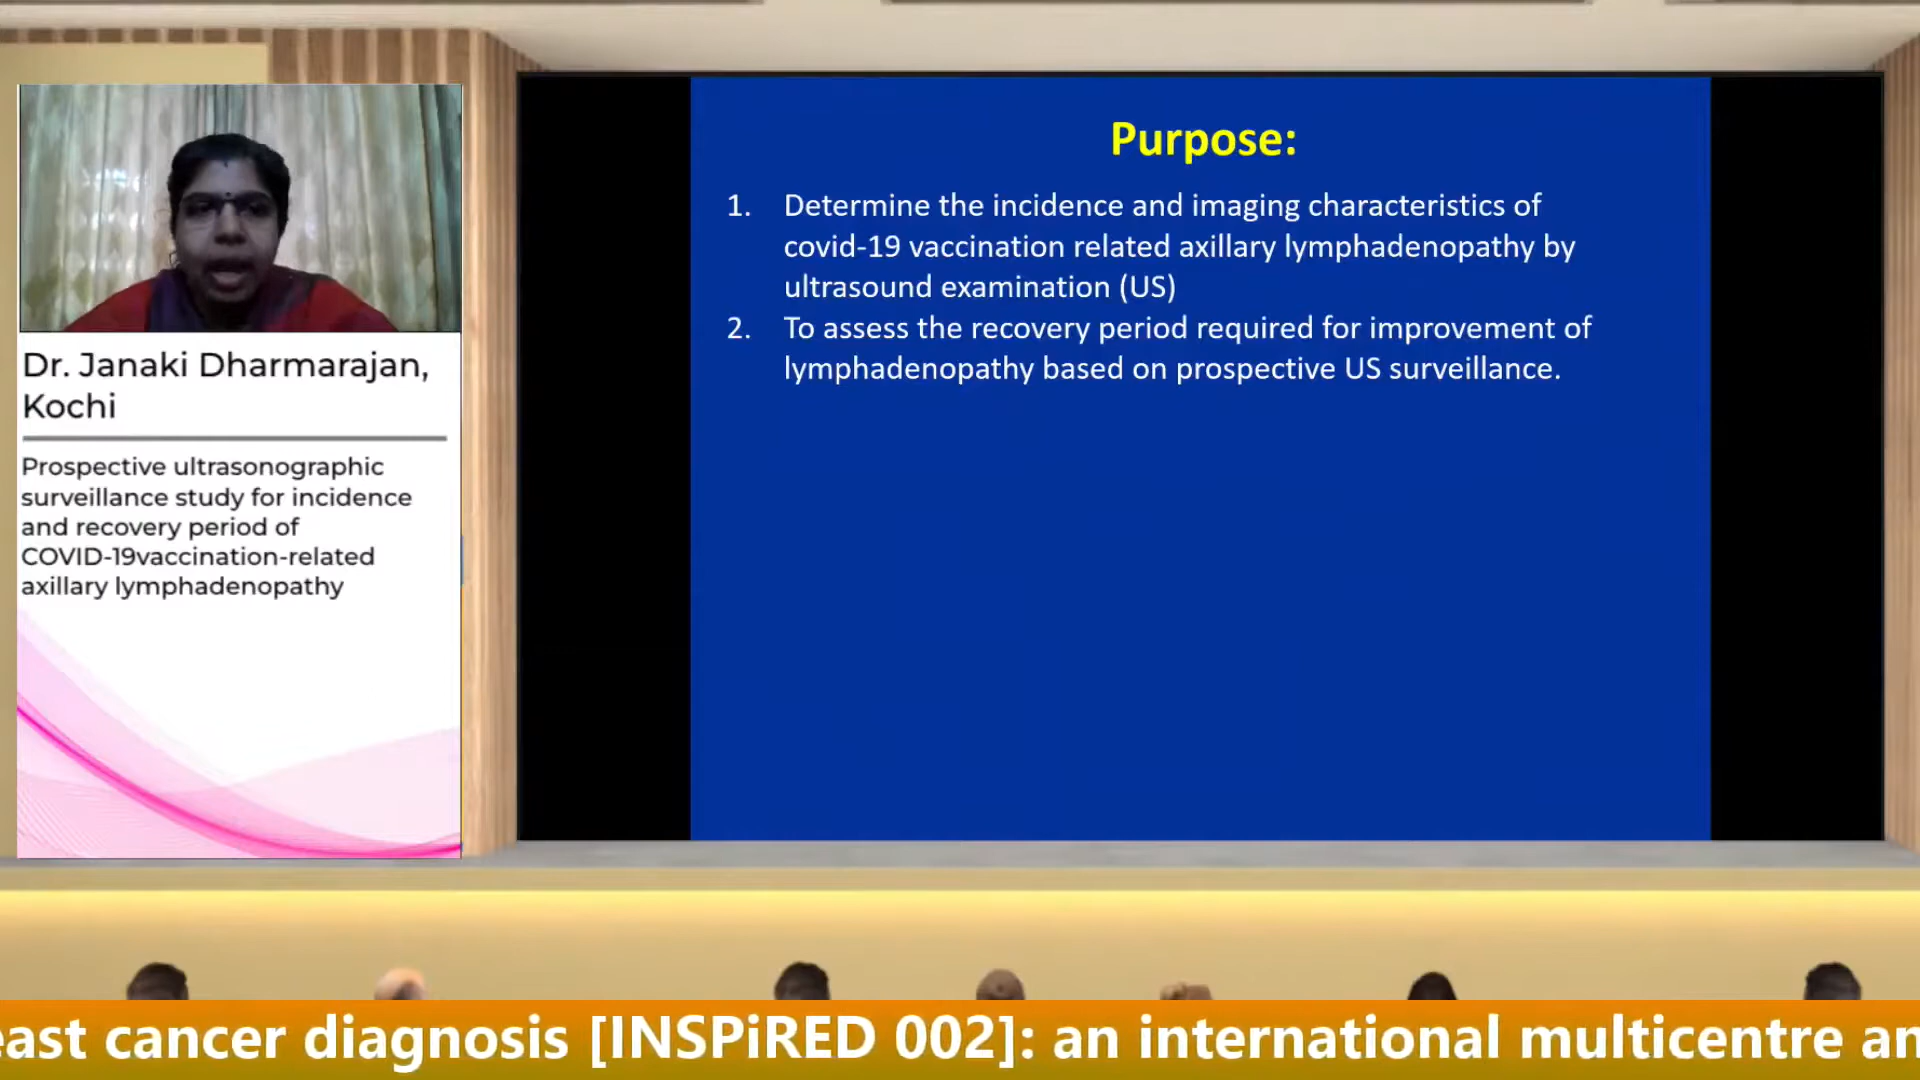 Dr. Janaki Dharmarajan,
Kochi
Prospective ultrasonographic
surveillance study for incidence
and recovery period of
COVID-19vaccination-related
axillary lymphadenopathy
Purpose:
1. Determine the incidence and imaging characteristics of
covid-19 vaccination related axillary lymphadenopathy by
ultrasound examination (US)
2. To assess the recovery period required for improvement of
lymphadenopathy based on prospective US surveillance.
east cancer diagnosis [INSPiRED 002]: an international multicentre an